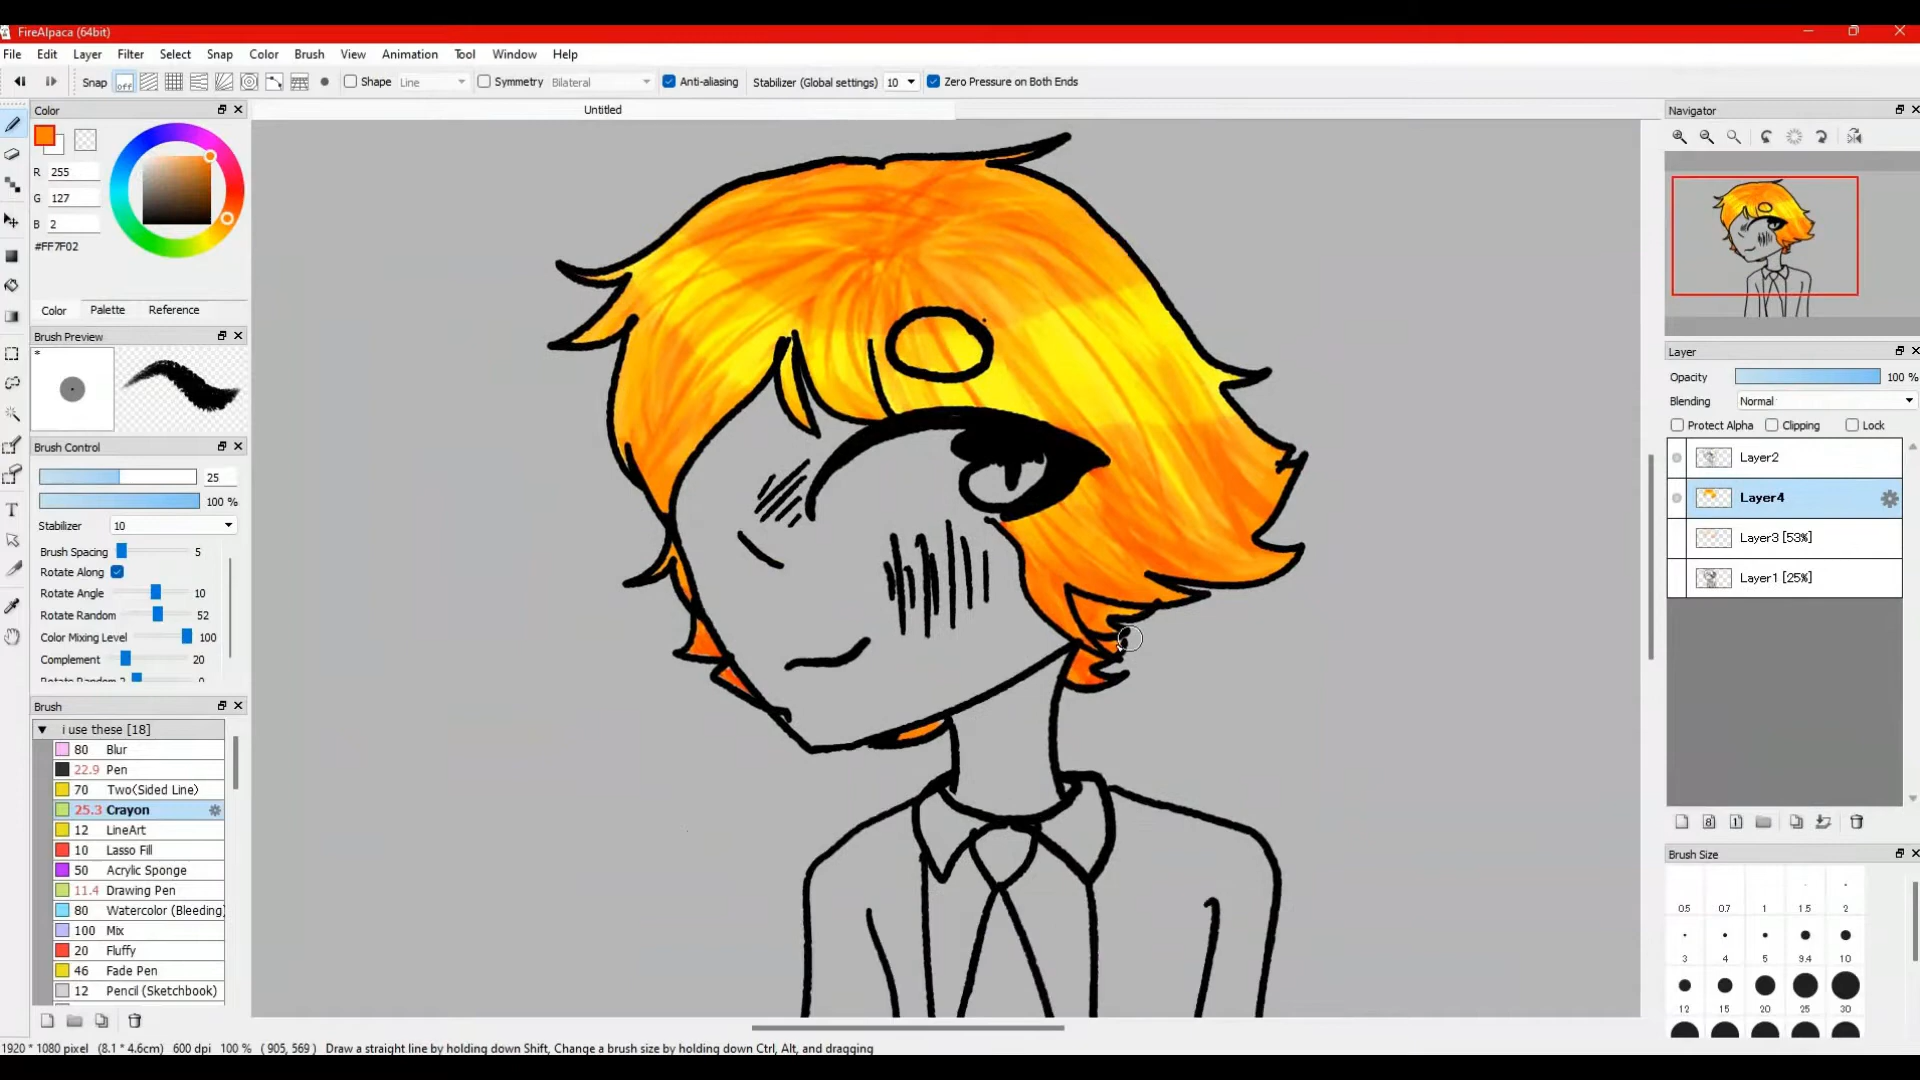 FireAlpaca (64bit)
File Edit Layer Filter Select Snap Color Brush View Animation Tool Window Help
Snap off Shape Line Symmetry Bilateral Anti-aliasing Stabilizer (Global settings) 10 Zero Pressure on Both Ends
Color
Untitled
Navigator
R 255
G 127
B 2
#FF7F02
Color Palette Reference
Brush Preview
*
Layer
Opacity 100 %
Blending Normal
Protect Alpha Clipping Lock
Layer2
Layer4
Layer3 [53%]
Layer1 [25%]
Brush Control
25
100 %
Stabilizer 10
Brush Spacing 5
Rotate Along
Rotate Angle 10
Rotate Random 52
Color Mixing Level 100
Complement 20
Rotate Random 2 0
Brush
i use these [18]
80 Blur
22.9 Pen
70 Two(Sided Line)
25.3 Crayon
12 LineArt
10 Lasso Fill
50 Acrylic Sponge
11.4 Drawing Pen
80 Watercolor (Bleeding)
100 Mix
20 Fluffy
46 Fade Pen
12 Pencil (Sketchbook)
8 1
Brush Size
0.5 0.7 1 1.5 2
3 4 5 9.4 10
12 15 20 25 30
1920 * 1080 pixel (8.1 * 4.6cm) 600 dpi 100 % ( 905, 569 ) Draw a straight line by holding down Shift, Change a brush size by holding down Ctrl, Alt, and dragging